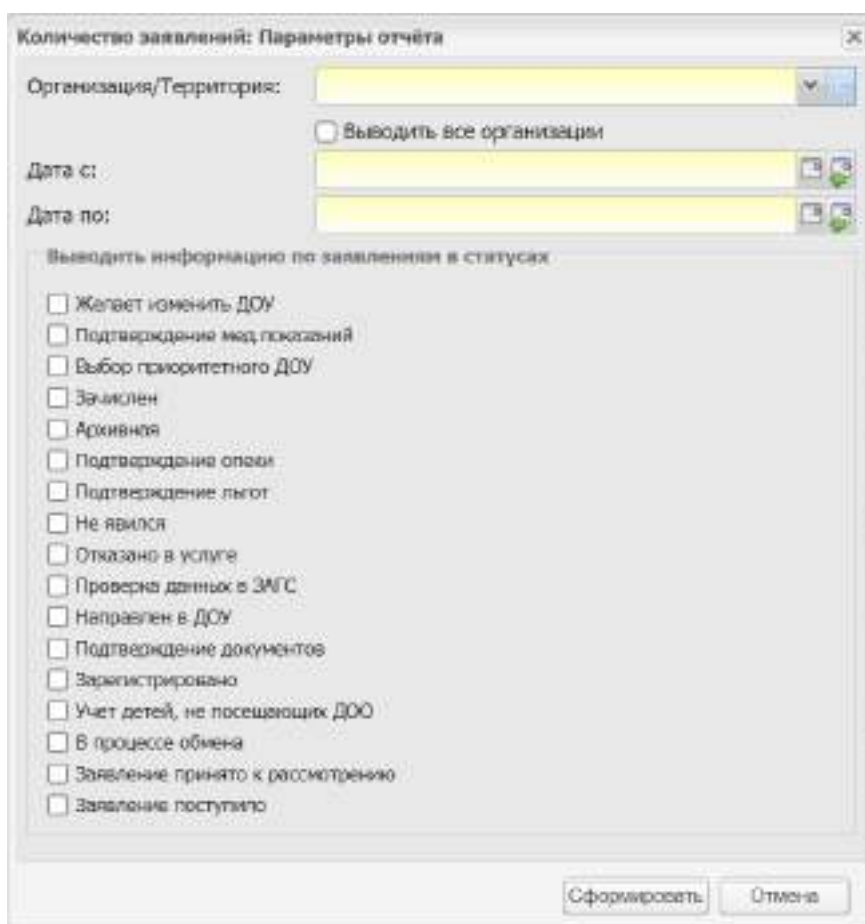 Количество заявлений: Параметры отчёта
Организация/Территория:
Выводить все организации
Дата с:
Дата по:
Выводить информацию по заявлениям в статусах
Желает изменить ДОУ
Подтверждение мед показаний
Выбор приоритетного ДОУ
Зачислен
Архивная
Подтверждение опеки
Подтверждение льгот
Не явился
Отказано в услуге
Проверка данных в ЗАГС
Направлен в ДОУ
Подтверждение документов
Зарегистрировано
Учет детей, не посещающих ДОО
В процессе обмена
Заявление принято к рассмотрению
Заявление поступило
Сформировать Отмена